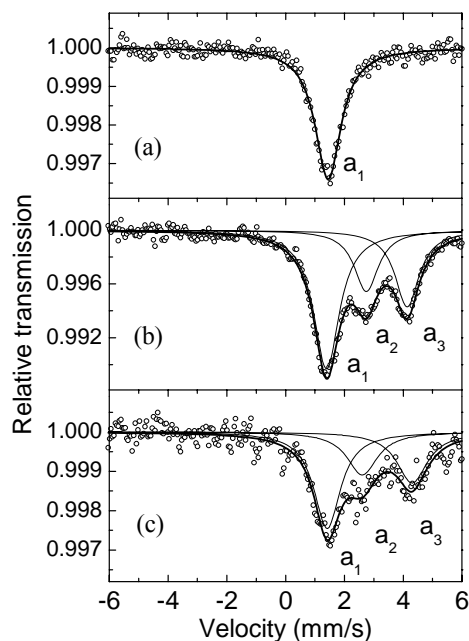 1.000
0.999
0.998
0.997
(a)
a₁
1.000
0.996
0.992
(b)
a₁
a₂
a₃
1.000
0.999
0.998
0.997
(c)
a₁
a₂
a₃
-6 -4 -2 0 2 4 6
Velocity (mm/s)
Relative transmission